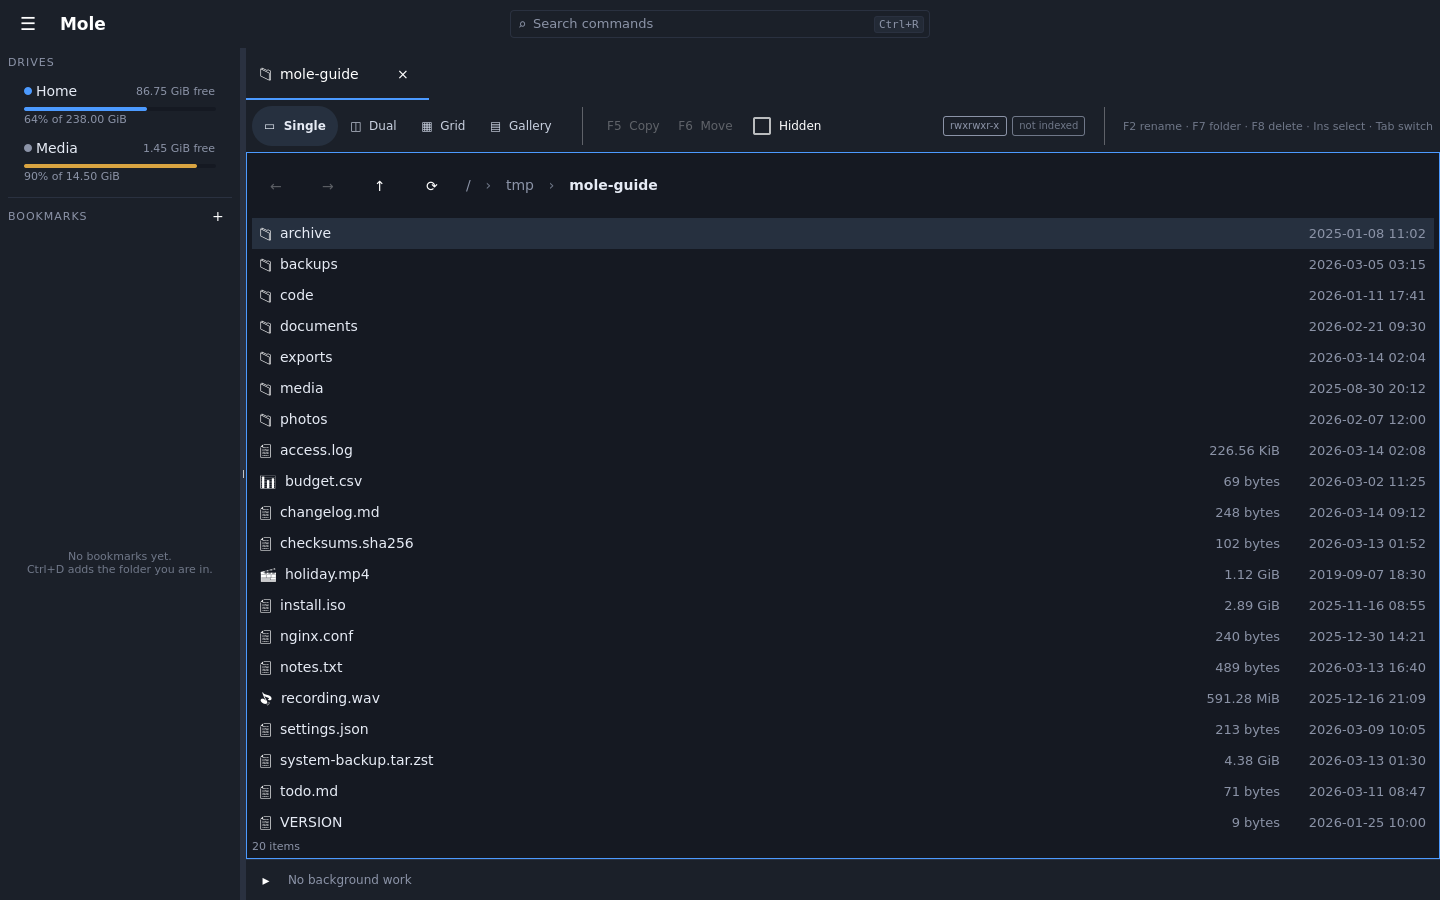 Mole
Search commands Ctrl+R
DRIVES
Home 86.75 GiB free
64% of 238.00 GiB
Media 1.45 GiB free
90% of 14.50 GiB
BOOKMARKS +
No bookmarks yet.
Ctrl+D adds the folder you are in.
mole-guide ×
Single Dual Grid Gallery F5 Copy F6 Move Hidden rwxrwxr-x not indexed F2 rename · F7 folder · F8 delete · Ins select · Tab switch
← → ↑ ⟳ / › tmp › mole-guide
archive 2025-01-08 11:02
backups 2026-03-05 03:15
code 2026-01-11 17:41
documents 2026-02-21 09:30
exports 2026-03-14 02:04
media 2025-08-30 20:12
photos 2026-02-07 12:00
access.log 226.56 KiB 2026-03-14 02:08
budget.csv 69 bytes 2026-03-02 11:25
changelog.md 248 bytes 2026-03-14 09:12
checksums.sha256 102 bytes 2026-03-13 01:52
holiday.mp4 1.12 GiB 2019-09-07 18:30
install.iso 2.89 GiB 2025-11-16 08:55
nginx.conf 240 bytes 2025-12-30 14:21
notes.txt 489 bytes 2026-03-13 16:40
recording.wav 591.28 MiB 2025-12-16 21:09
settings.json 213 bytes 2026-03-09 10:05
system-backup.tar.zst 4.38 GiB 2026-03-13 01:30
todo.md 71 bytes 2026-03-11 08:47
VERSION 9 bytes 2026-01-25 10:00
20 items
No background work